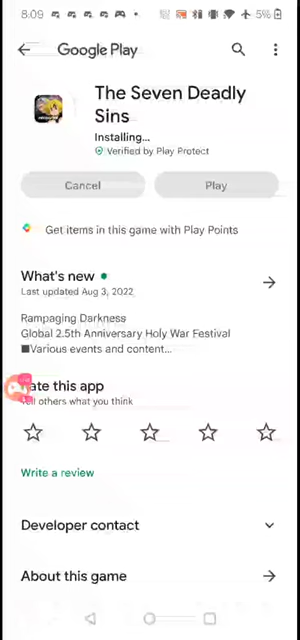 8:09
5%
Google Play
The Seven Deadly
Sins
Installing...
Verified by Play Protect
Cancel
Play
Get items in this game with Play Points
What's new
Last updated Aug 3, 2022
Rampaging Darkness
Global 2.5th Anniversary Holy War Festival
■Various events and content...
ate this app
ll others what you think
Write a review
Developer contact
About this game